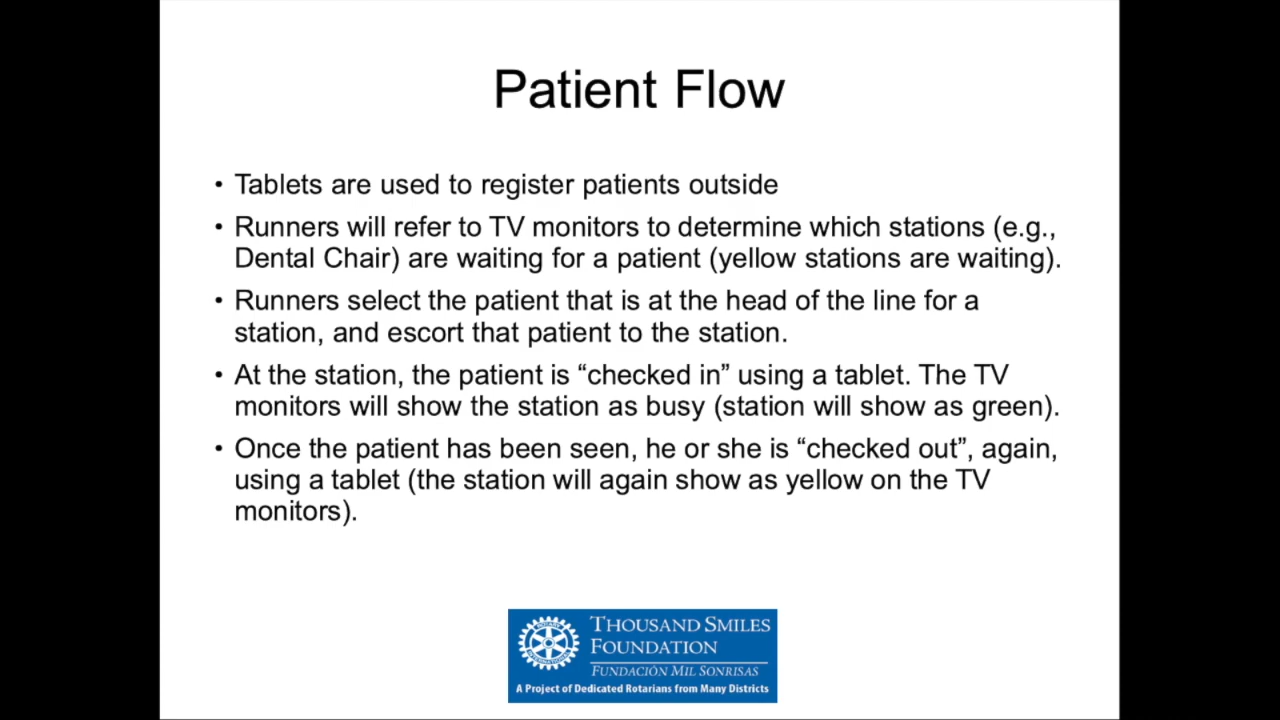 Patient Flow
• Tablets are used to register patients outside
• Runners will refer to TV monitors to determine which stations (e.g.,
Dental Chair) are waiting for a patient (yellow stations are waiting).
• Runners select the patient that is at the head of the line for a
station, and escort that patient to the station.
• At the station, the patient is “checked in” using a tablet. The TV
monitors will show the station as busy (station will show as green).
• Once the patient has been seen, he or she is “checked out”, again,
using a tablet (the station will again show as yellow on the TV
monitors).
ROTARY
INTERNATIONAL
THOUSAND SMILES
FOUNDATION
FUNDACIÓN MIL SONRISAS
A Project of Dedicated Rotarians from Many Districts